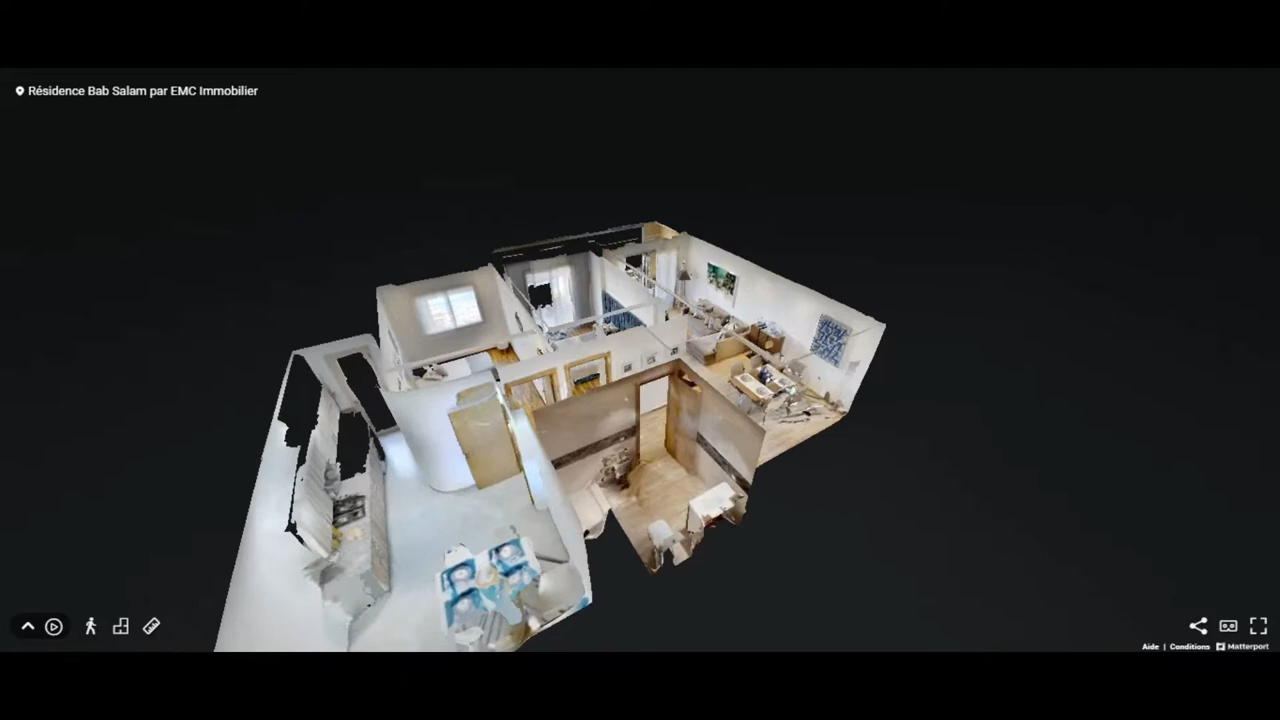 Résidence Bab Salam par EMC Immobilier
Aide | Conditions Matterport